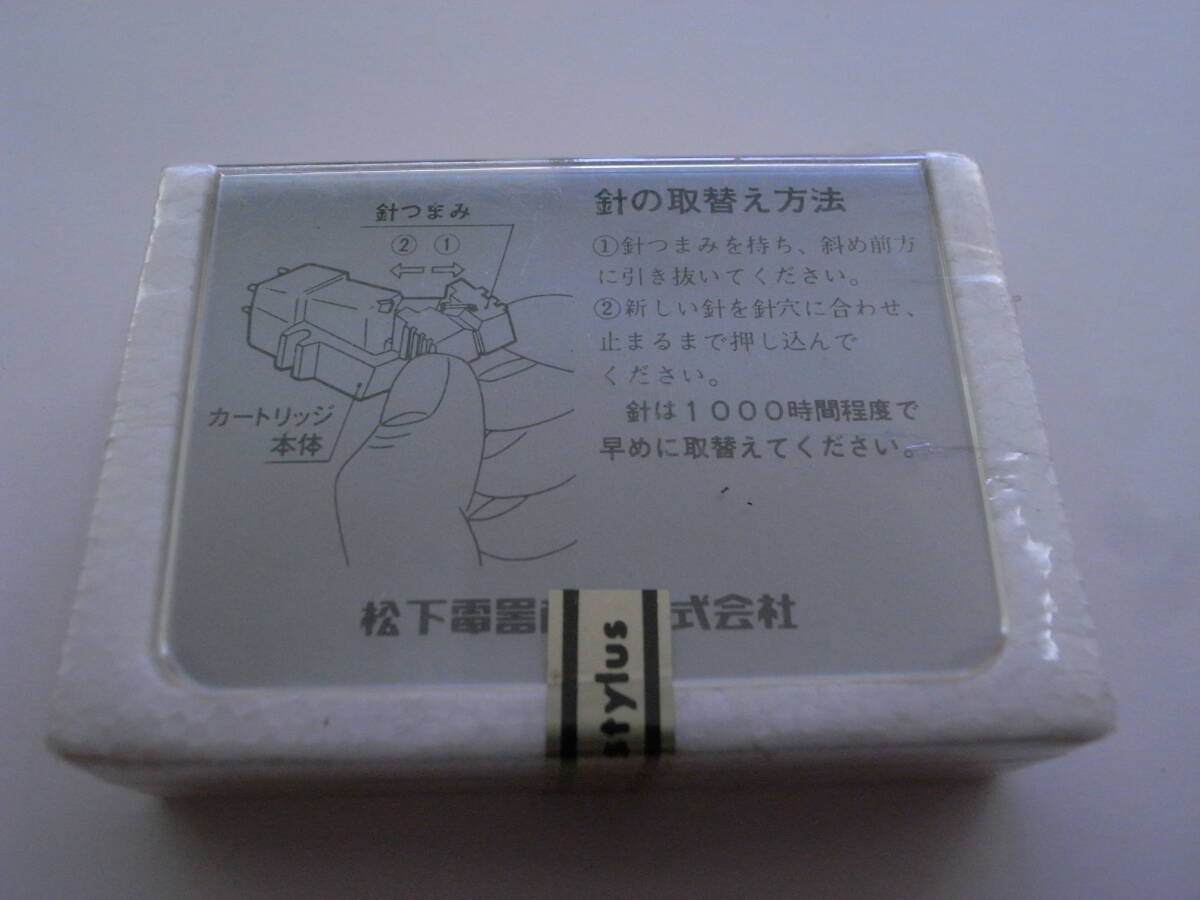 針つまみ
② ①
カートリッジ
本体
針の取替え方法
①針つまみを持ち、斜め前方
に引き抜いてください。
②新しい針を針穴に合わせ、
止まるまで押し込んで
ください。
針は1000時間程度で
早めに取替えてください。
松下電器 式会社
stylus